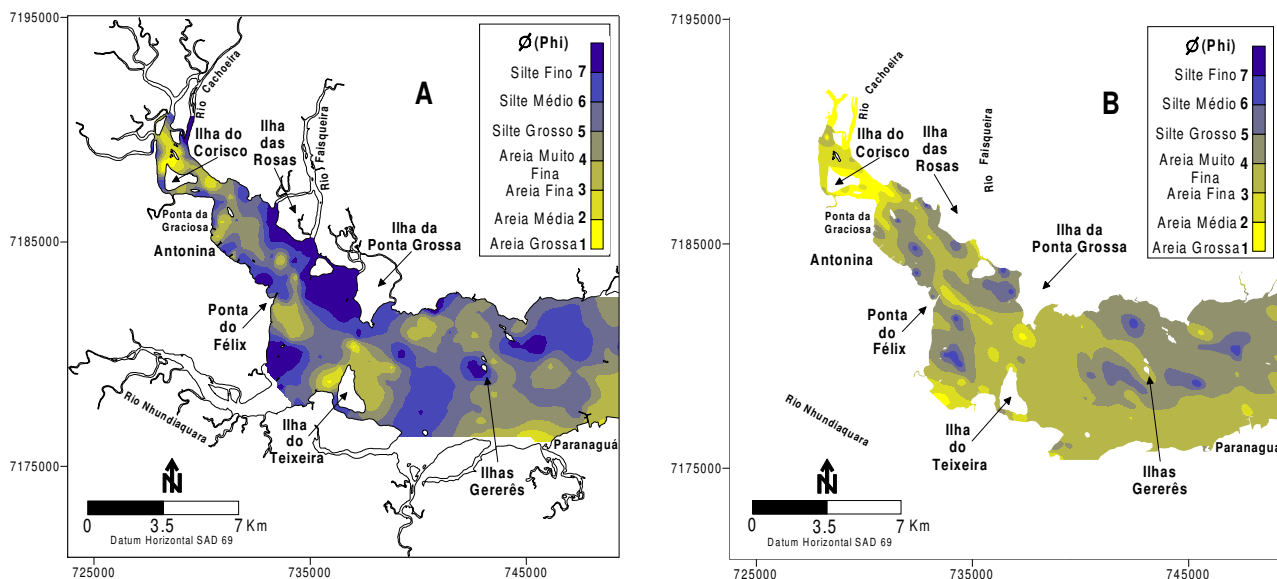 7195000
7185000
7175000
725000
735000
745000
A
Ø (Phi)
Silte Fino 7
Silte Médio 6
Silte Grosso 5
Areia Muito Fina 4
Areia Fina 3
Areia Média 2
Areia Grossa 1
Rio Cachoeira
Ilha do
Corisco
Ilha
das
Rosas
Rio Faisqueira
Ponta da
Graciosa
Antonina
Ilha da
Ponta Grossa
Ponta
do
Félix
Rio Nhundiaquara
Ilha
do
Teixeira
Ilhas
Gererês
Paranaguá
N
0 3.5 7 Km
Datum Horizontal SAD 69
7195000
7185000
7175000
725000
735000
745000
B
Ø (Phi)
Silte Fino 7
Silte Médio 6
Silte Grosso 5
Areia Muito Fina 4
Areia Fina 3
Areia Média 2
Areia Grossa 1
Rio Cachoeira
Ilha do
Corisco
Ilha
das
Rosas
Rio Faisqueira
Ponta da
Graciosa
Antonina
Ilha da
Ponta Grossa
Ponta
do
Félix
Rio Nhundiaquara
Ilha
do
Teixeira
Ilhas
Gererês
Paranaguá
N
0 3.5 7 Km
Datum Horizontal SAD 69